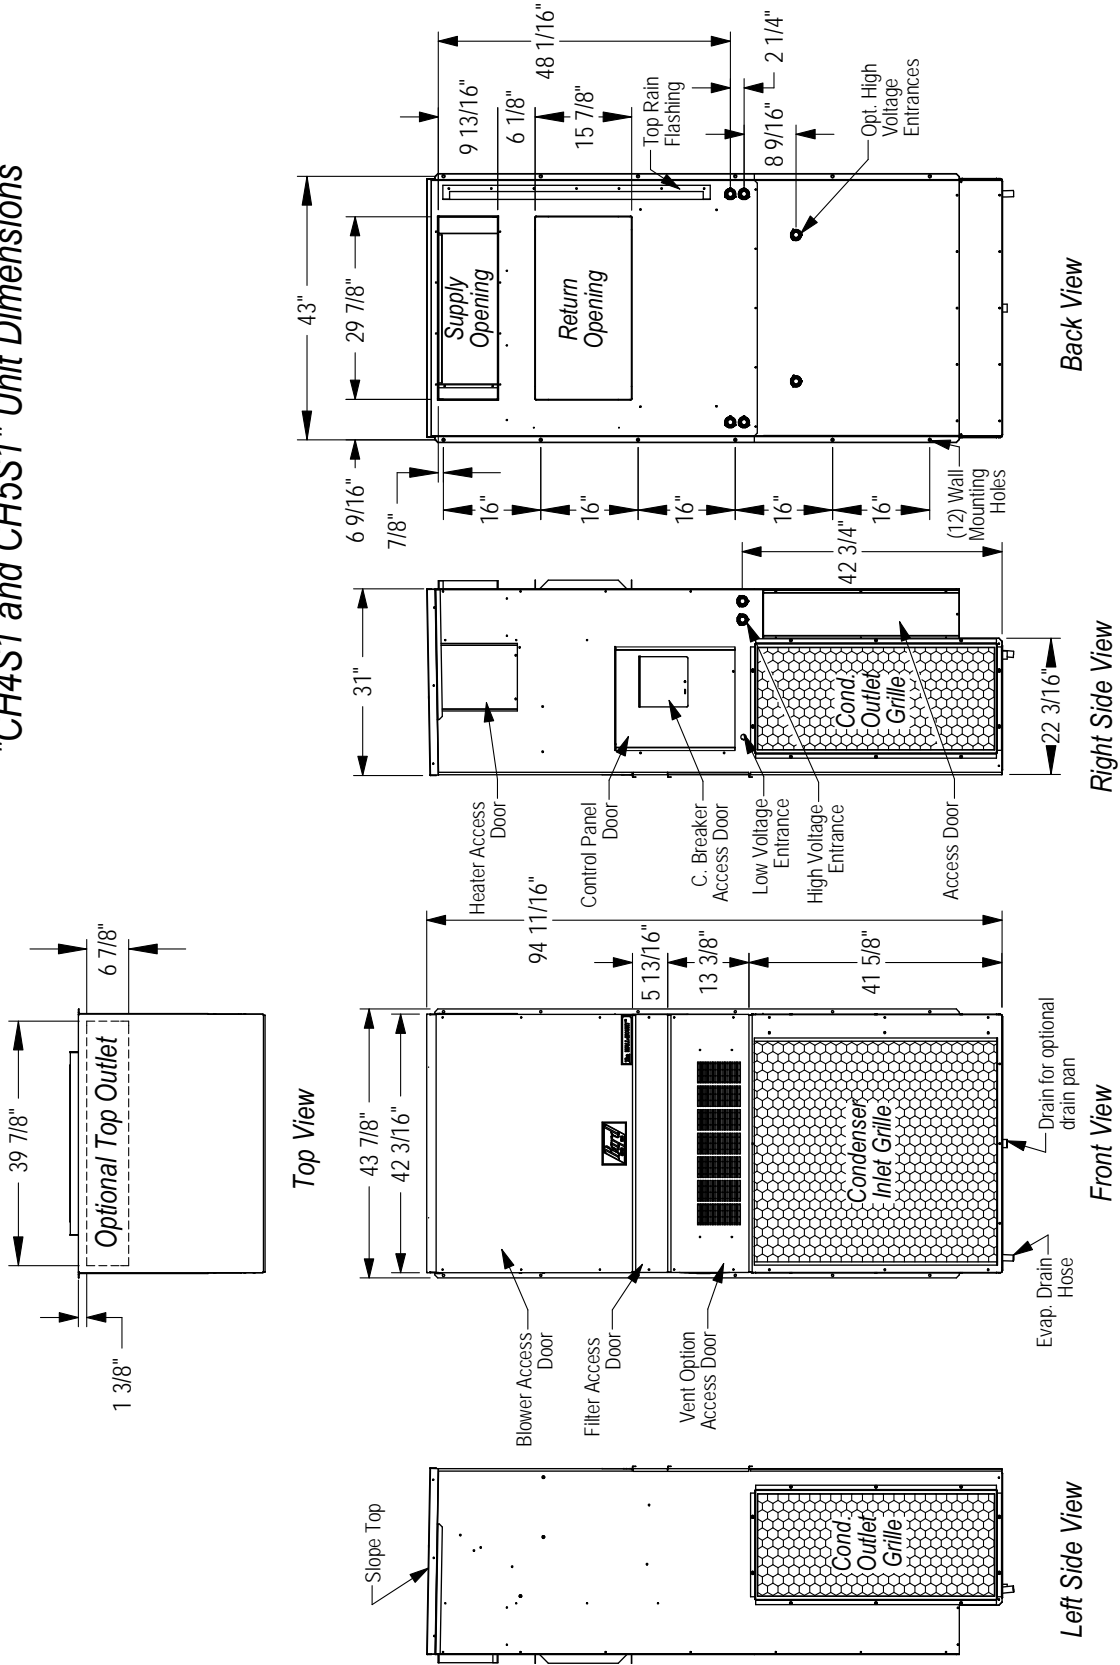 "CH4S1 and CH5S1" Unit Dimensions
39 7/8"
6 7/8"
1 3/8"
Optional Top Outlet
Top View
Slope Top
Cond.
Outlet
Grille
Left Side View
43 7/8"
42 3/16"
94 11/16"
5 13/16"
13 3/8"
41 5/8"
Blower Access
Door
Filter Access
Door
Vent Option
Access Door
Bard
Condenser
Inlet Grille
Evap. Drain
Hose
Drain for optional
drain pan
Front View
31"
Heater Access
Door
Control Panel
Door
C. Breaker
Access Door
Low Voltage
Entrance
High Voltage
Entrance
Access Door
Cond.
Outlet
Grille
42 3/4"
22 3/16"
Right Side View
43"
29 7/8"
6 9/16"
7/8"
16"
16"
16"
16"
16"
(12) Wall
Mounting
Holes
Supply
Opening
Return
Opening
9 13/16"
6 1/8"
15 7/8"
48 1/16"
2 1/4"
8 9/16"
Top Rain
Flashing
Opt. High
Voltage
Entrances
Back View